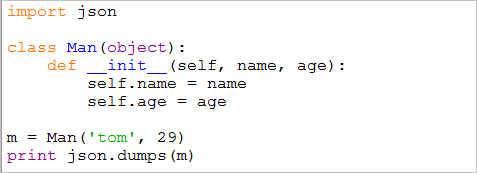 import json
class Man(object):
    def __init__(self, name, age):
        self.name = name
        self.age = age
m = Man('tom', 29)
print json.dumps(m)